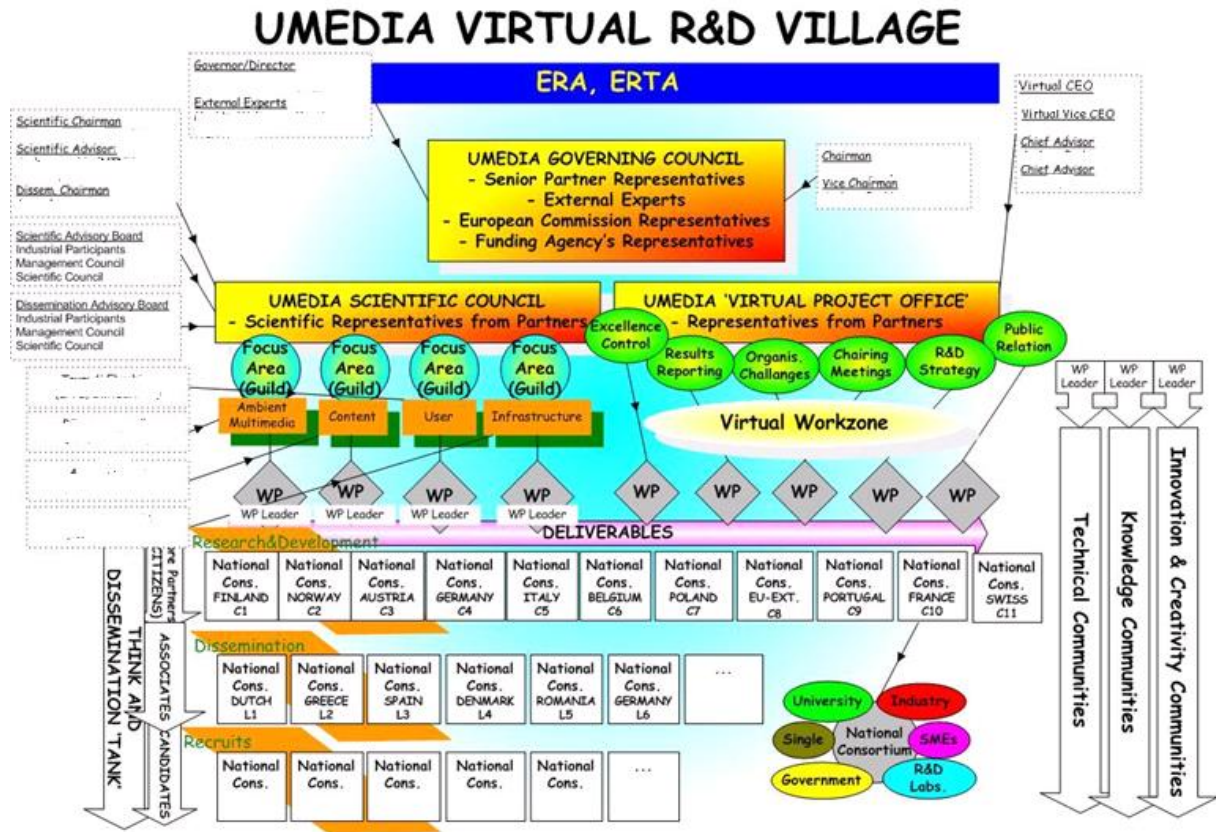 UMEDIA VIRTUAL R&D VILLAGE
Governor/Director
External Experts
ERA, ERTA
Virtual CEO
Virtual Vice CEO
Chief Advisor
Chief Advisor
Scientific Chairman
Scientific Advisor:
Dissem. Chairman
UMEDIA GOVERNING COUNCIL
- Senior Partner Representatives
- External Experts
- European Commission Representatives
- Funding Agency's Representatives
Chairman
Vice Chairman
Scientific Advisory Board
Industrial Participants
Management Council
Scientific Council
Dissemination Advisory Board
Industrial Participants
Management Council
Scientific Council
UMEDIA SCIENTIFIC COUNCIL
- Scientific Representatives from Partners
UMEDIA 'VIRTUAL PROJECT OFFICE'
- Representatives from Partners
Focus
Area
(Guild)
Focus
Area
(Guild)
Focus
Area
(Guild)
Focus
Area
(Guild)
Excellence
Control
Results
Reporting
Organis.
Challanges
Chairing
Meetings
R&D
Strategy
Public
Relation
Ambient
Multimedia
Content
User
Infrastructure
Virtual Workzone
WP
Leader
WP
Leader
WP
Leader
WP
WP
WP
WP
WP
WP
WP
WP
WP
WP Leader
WP Leader
WP Leader
WP Leader
DELIVERABLES
Research&Development
National
Cons.
FINLAND
C1
National
Cons.
NORWAY
C2
National
Cons.
AUSTRIA
C3
National
Cons.
GERMANY
C4
National
Cons.
ITALY
C5
National
Cons.
BELGIUM
C6
National
Cons.
POLAND
C7
National
Cons.
EU-EXT.
C8
National
Cons.
PORTUGAL
C9
National
Cons.
FRANCE
C10
National
Cons.
SWISS
C11
Dissemination
National
Cons.
DUTCH
L1
National
Cons.
GREECE
L2
National
Cons.
SPAIN
L3
National
Cons.
DENMARK
L4
National
Cons.
ROMANIA
L5
National
Cons.
GERMANY
L6
...
Recruits
National
Cons.
National
Cons.
National
Cons.
National
Cons.
National
Cons.
...
University
Industry
Single
National
Consortium
SMEs
Government
R&D
Labs.
THINK AND
DISSEMINATION 'TANK'
Partners
CITIZENS)
ASSOCIATES
CANDIDATES
Technical Communities
Knowledge Communities
Innovation & Creativity Communities